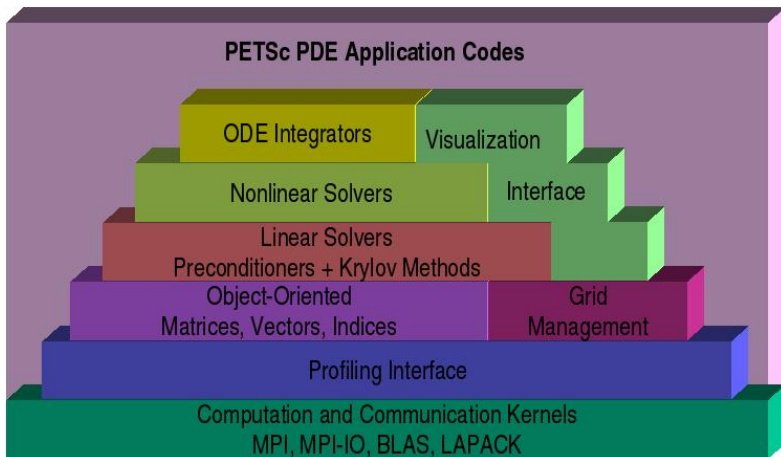 PETSc PDE Application Codes
ODE Integrators
Visualization
Nonlinear Solvers
Interface
Linear Solvers
Preconditioners + Krylov Methods
Object-Oriented
Matrices, Vectors, Indices
Grid
Management
Profiling Interface
Computation and Communication Kernels
MPI, MPI-IO, BLAS, LAPACK